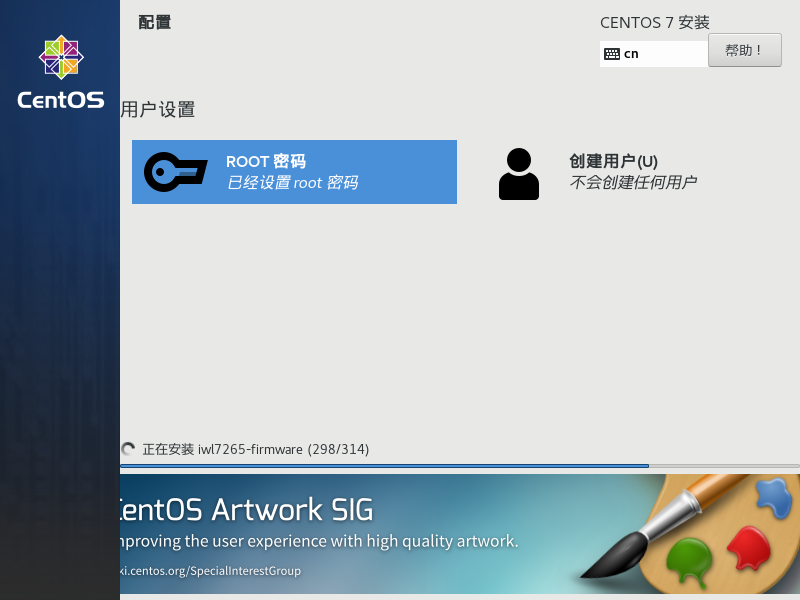 配置
CENTOS 7 安装
cn
帮助！
CentOS
用户设置
ROOT 密码
已经设置 root 密码
创建用户(U)
不会创建任何用户
正在安装 iwl7265-firmware (298/314)
entOS Artwork SIG
proving the user experience with high quality artwork.
ki.centos.org/SpecialInterestGroup